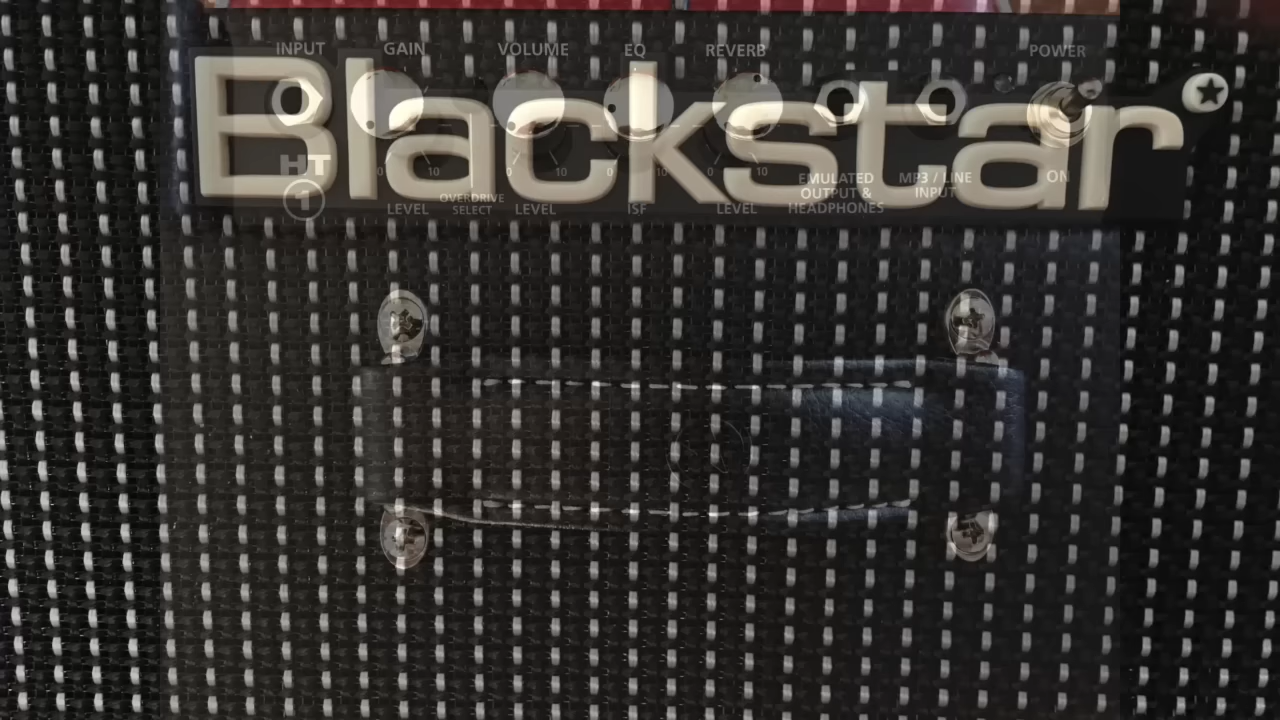 INPUT GAIN VOLUME EQ REVERB POWER
Blackstar
HT
1
0 10 0 10 0 10 0 10
EMULATED OUTPUT & HEADPHONES
MP3 / LINE INPUT
ON
LEVEL OVERDRIVE SELECT LEVEL ISF LEVEL